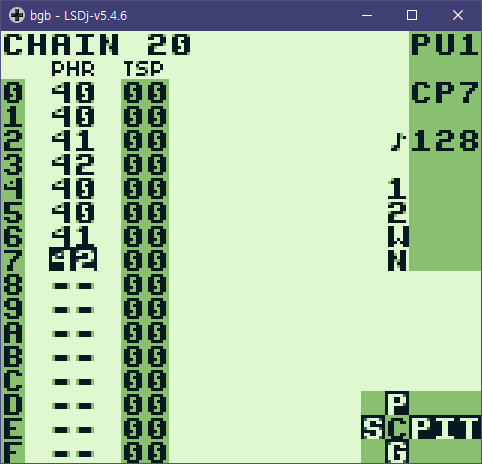 bgb - LSDj-v5.4.6
CHAIN 20 PU1
PHR TSP
0 40 00 CP7
1 40 00
2 41 00 ♪128
3 42 00
4 40 00 1
5 40 00 2
6 41 00 W
7 42 00 N
8 -- 00
9 -- 00
A -- 00
B -- 00
C -- 00
D -- 00 P
E -- 00 SCPIT
F -- 00 G